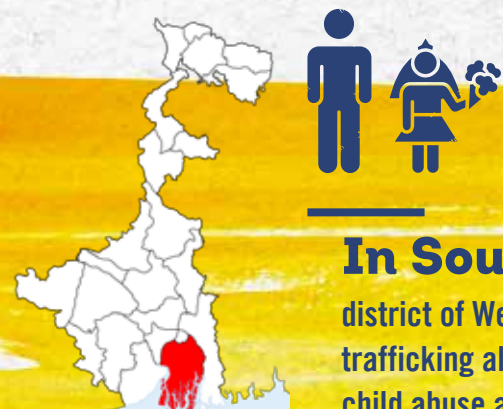 In Sou
district of We
trafficking al
child abuse a